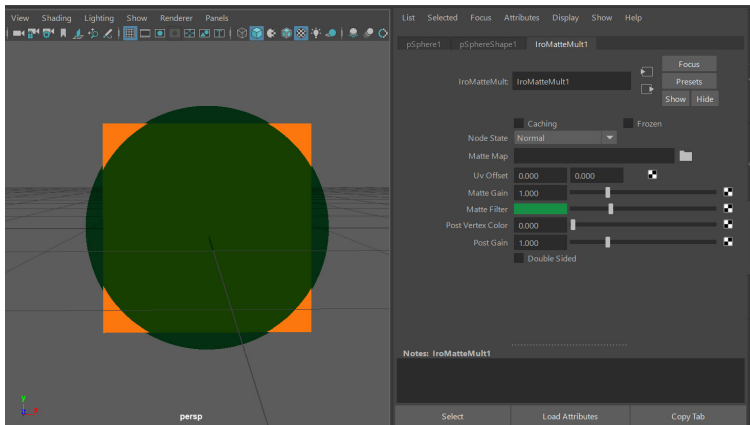 View Shading Lighting Show Renderer Panels
List Selected Focus Attributes Display Show Help
pSphere1 pSphereShape1 IroMatteMult1
IroMatteMult: IroMatteMult1
Focus
Presets
Show Hide
Caching Frozen
Node State Normal
Matte Map
Uv Offset 0.000 0.000
Matte Gain 1.000
Matte Filter
Post Vertex Color 0.000
Post Gain 1.000
Double Sided
Notes: IroMatteMult1
y
x
persp
Select Load Attributes Copy Tab